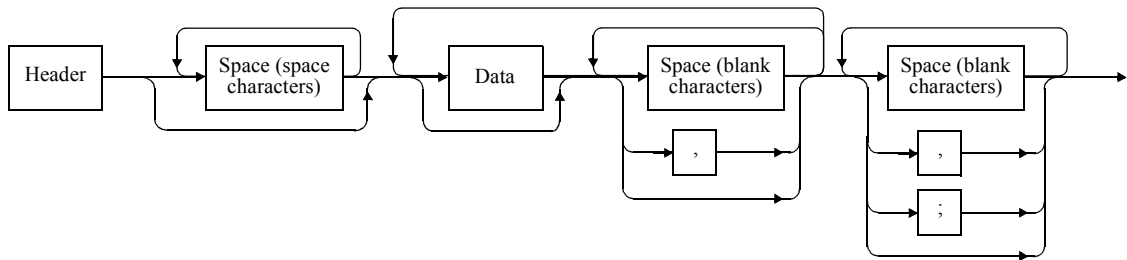 Header
Space (space
characters)
Data
Space (blank
characters)
,
Space (blank
characters)
,
;